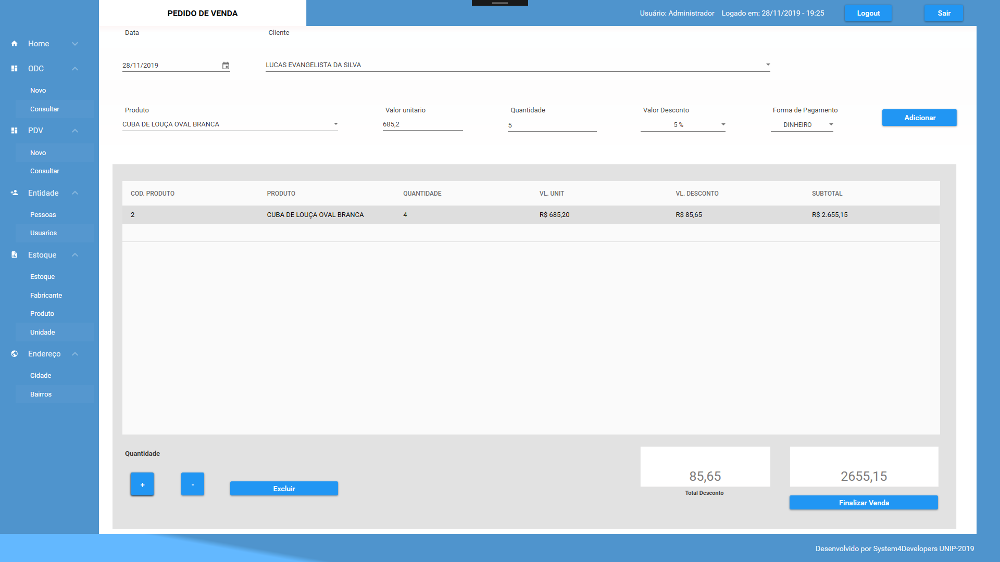 PEDIDO DE VENDA
Usuário: Administrador Logado em: 28/11/2019 - 19:25 Logout Sair
Home
ODC
Novo
Consultar
PDV
Novo
Consultar
Entidade
Pessoas
Usuarios
Estoque
Estoque
Fabricante
Produto
Unidade
Endereço
Cidade
Bairros
Data Cliente
28/11/2019 LUCAS EVANGELISTA DA SILVA
Produto Valor unitario Quantidade Valor Desconto Forma de Pagamento
CUBA DE LOUÇA OVAL BRANCA 685,2 5 5 % DINHEIRO Adicionar
COD. PRODUTO PRODUTO QUANTIDADE VL. UNIT VL. DESCONTO SUBTOTAL
2 CUBA DE LOUÇA OVAL BRANCA 4 R$ 685,20 R$ 85,65 R$ 2.655,15
Quantidade
+ - Excluir
85,65 2655,15
Total Desconto
Finalizar Venda
Desenvolvido por System4Developers UNIP-2019